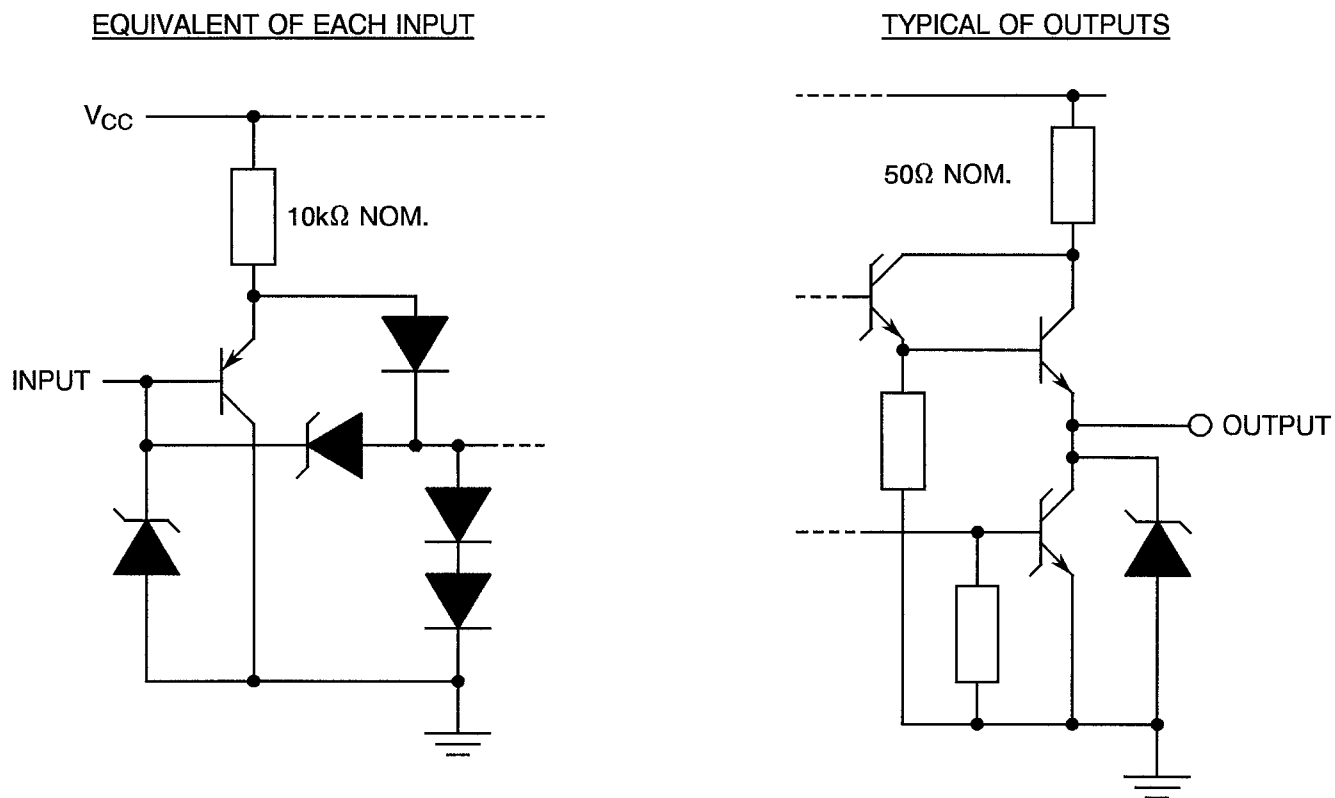 EQUIVALENT OF EACH INPUT
TYPICAL OF OUTPUTS
VCC
10kΩ NOM.
INPUT
50Ω NOM.
OUTPUT